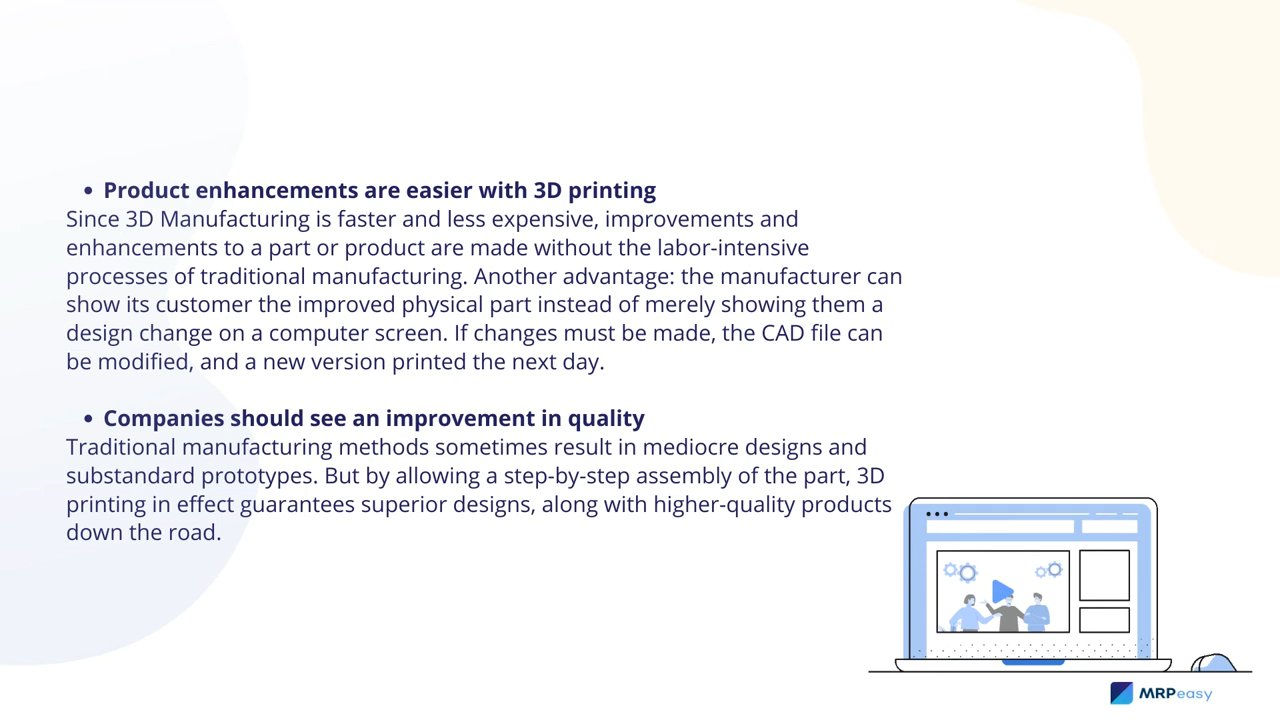 • Product enhancements are easier with 3D printing
Since 3D Manufacturing is faster and less expensive, improvements and
enhancements to a part or product are made without the labor-intensive
processes of traditional manufacturing. Another advantage: the manufacturer can
show its customer the improved physical part instead of merely showing them a
design change on a computer screen. If changes must be made, the CAD file can
be modified, and a new version printed the next day.
• Companies should see an improvement in quality
Traditional manufacturing methods sometimes result in mediocre designs and
substandard prototypes. But by allowing a step-by-step assembly of the part, 3D
printing in effect guarantees superior designs, along with higher-quality products
down the road.
MRPeasy